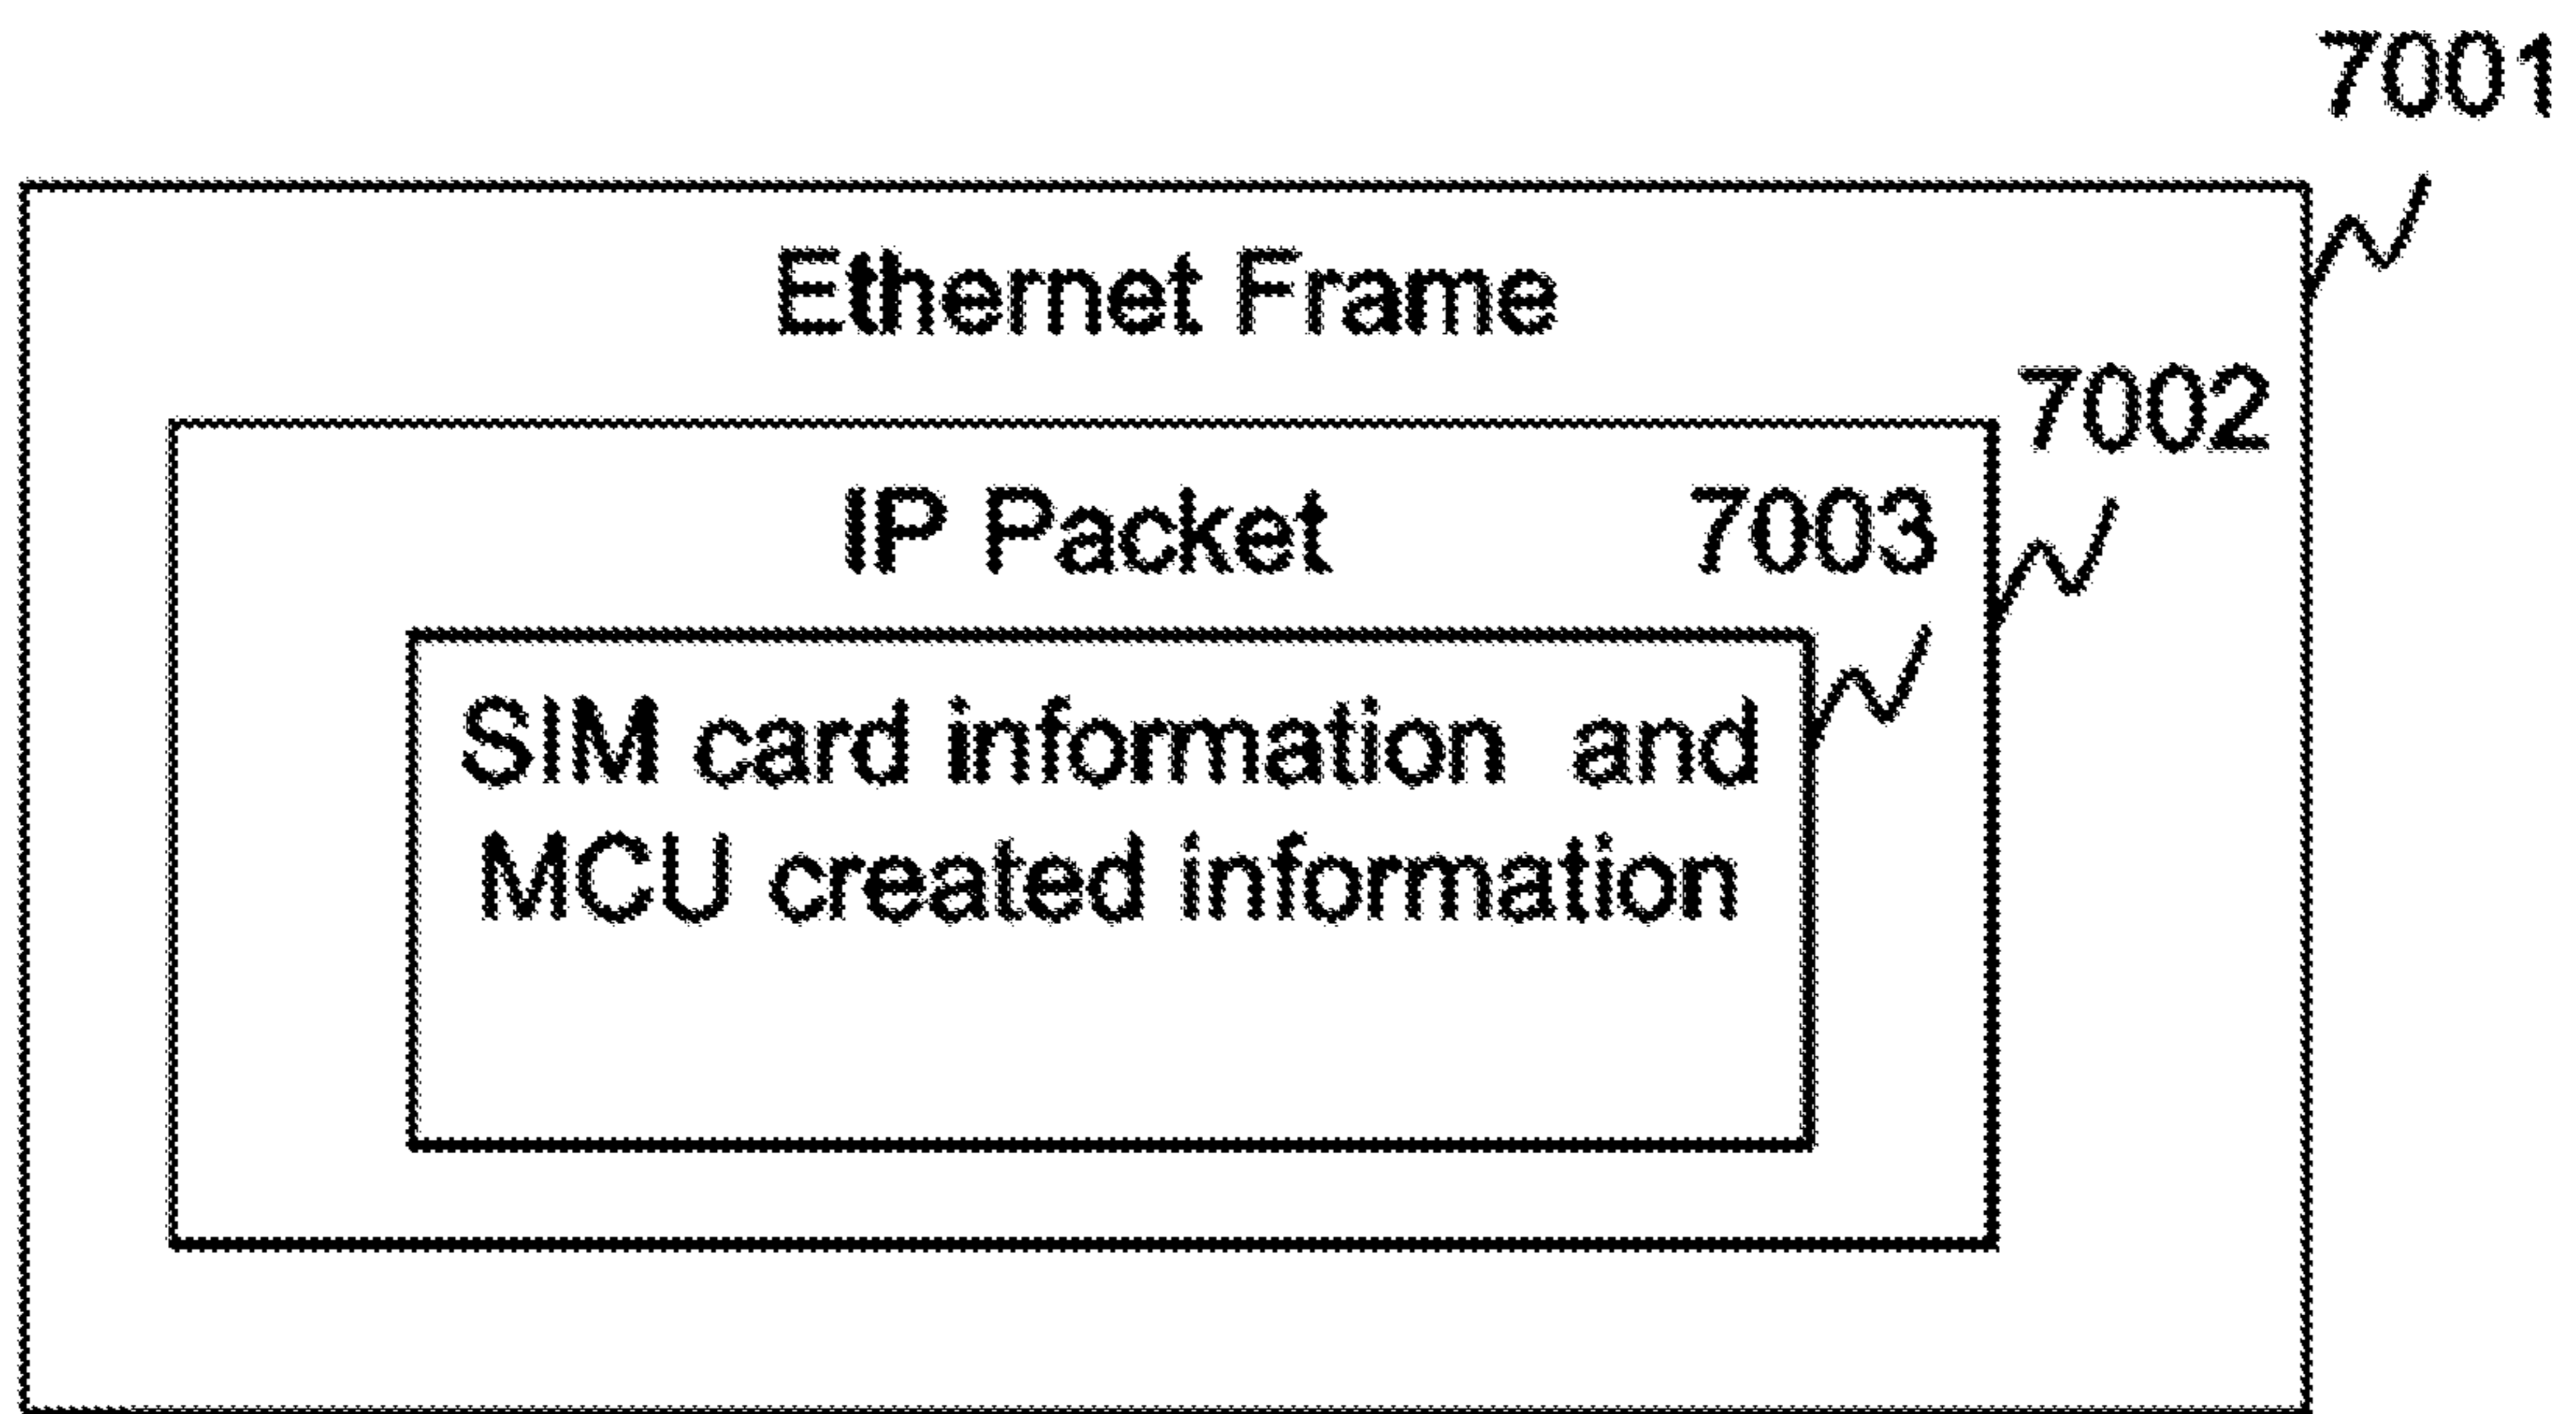 7001
Ethernet Frame
7002
IP Packet
7003
SIM card information and
MCU created information